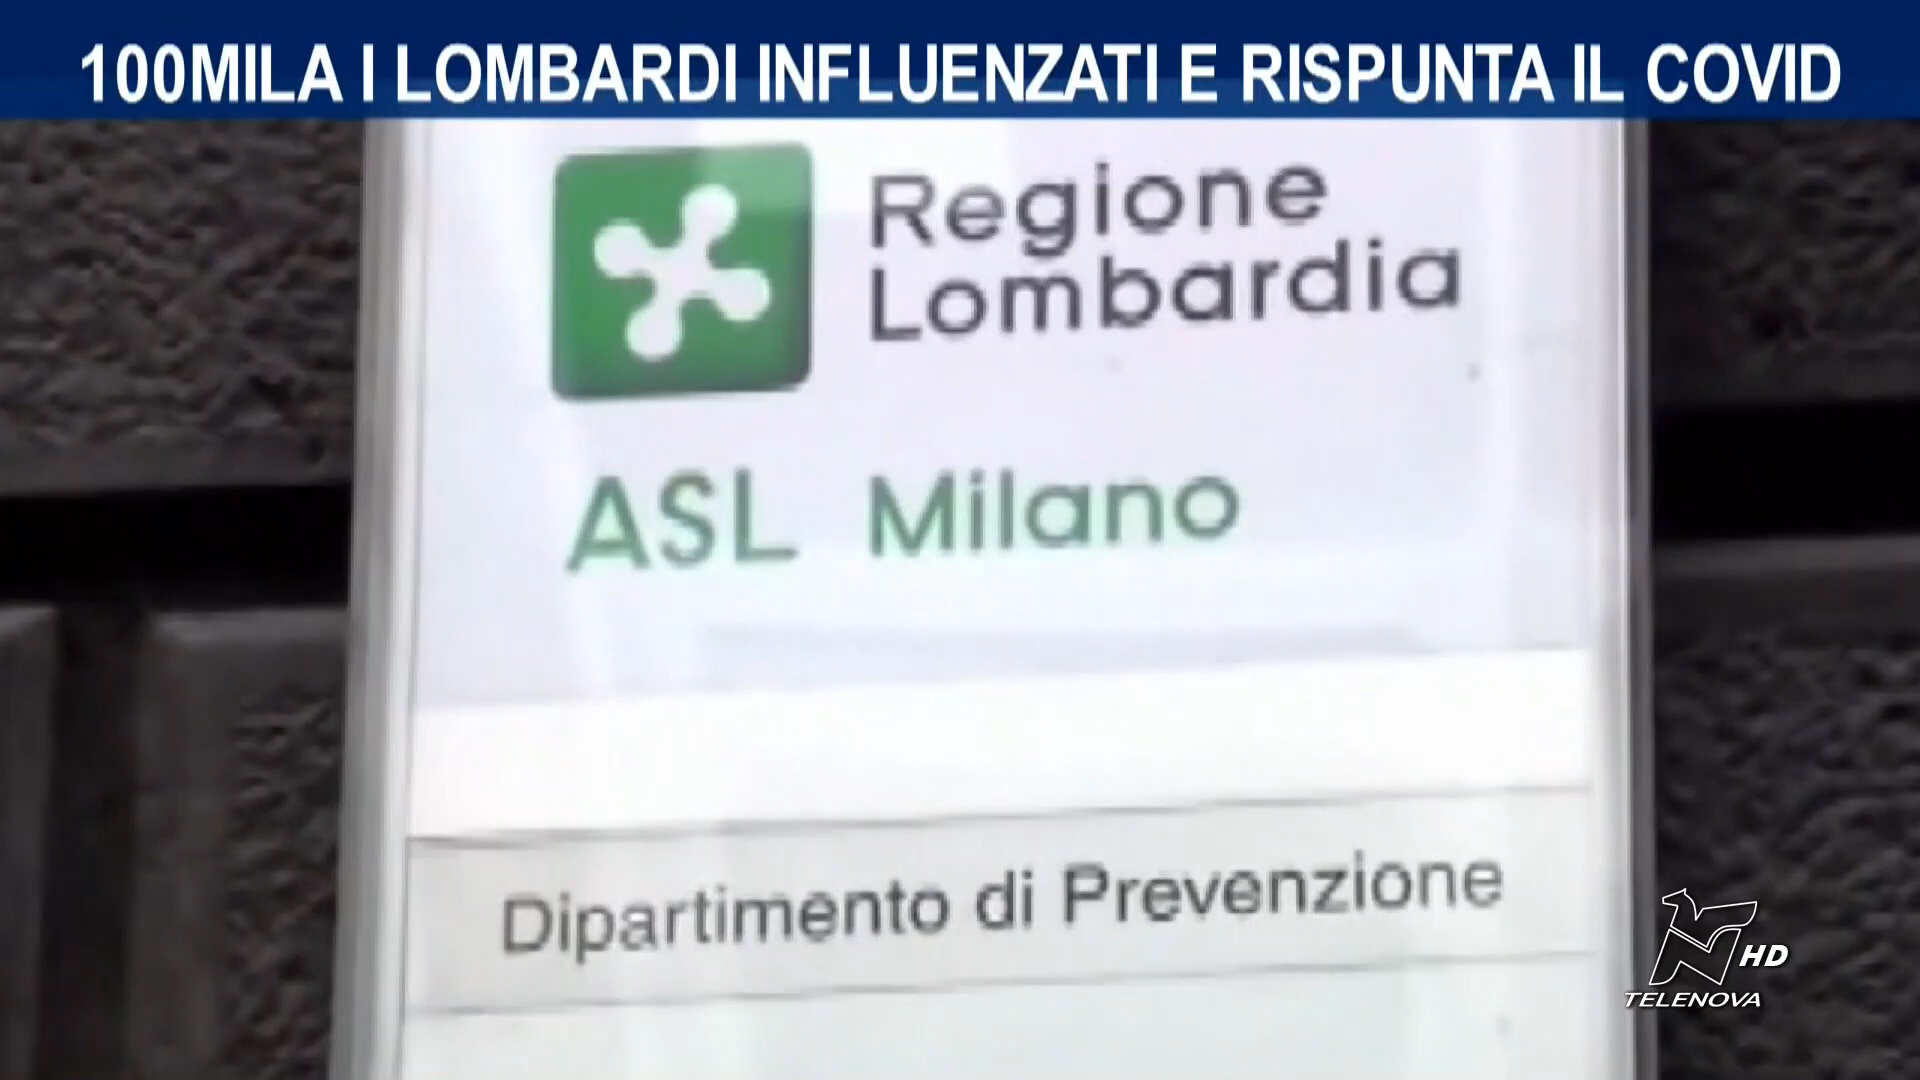 100MILA I LOMBARDI INFLUENZATI E RISPUNTA IL COVID
Regione
Lombardia
ASL Milano
Dipartimento di Prevenzione
HD
TELENOVA